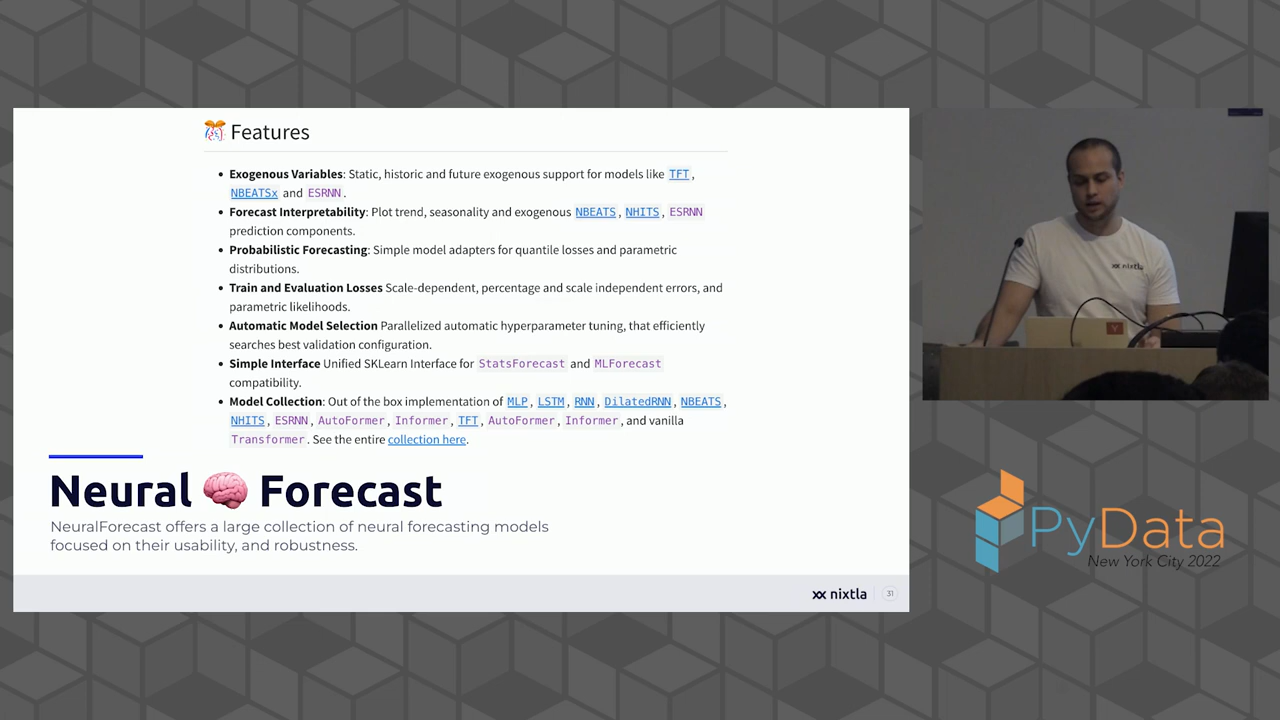 Features
Exogenous Variables: Static, historic and future exogenous support for models like TFT,
NBEATSx and ESRNN.
Forecast Interpretability: Plot trend, seasonality and exogenous NBEATS, NHITS, ESRNN
prediction components.
Probabilistic Forecasting: Simple model adapters for quantile losses and parametric
distributions.
Train and Evaluation Losses Scale-dependent, percentage and scale independent errors, and
parametric likelihoods.
Automatic Model Selection Parallelized automatic hyperparameter tuning, that efficiently
searches best validation configuration.
Simple Interface Unified SKLearn Interface for StatsForecast and MLForecast
compatibility.
Model Collection: Out of the box implementation of MLP, LSTM, RNN, DilatedRNN, NBEATS,
NHITS, ESRNN, AutoFormer, Informer, TFT, AutoFormer, Informer, and vanilla
Transformer. See the entire collection here.
Neural Forecast
NeuralForecast offers a large collection of neural forecasting models
focused on their usability, and robustness.
nixtla 31
nixtla
Y
PyData
New York City 2022